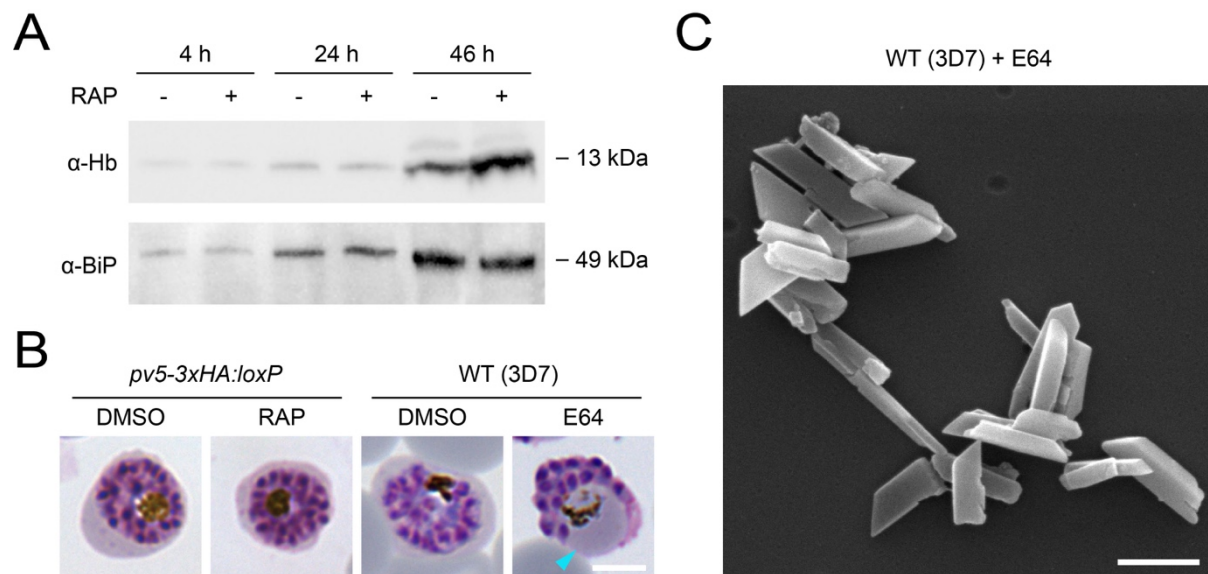 A
4 h 24 h 46 h
RAP - + - + - +
α-Hb – 13 kDa
α-BiP – 49 kDa
B
pv5-3xHA:loxP WT (3D7)
DMSO RAP DMSO E64
C
WT (3D7) + E64